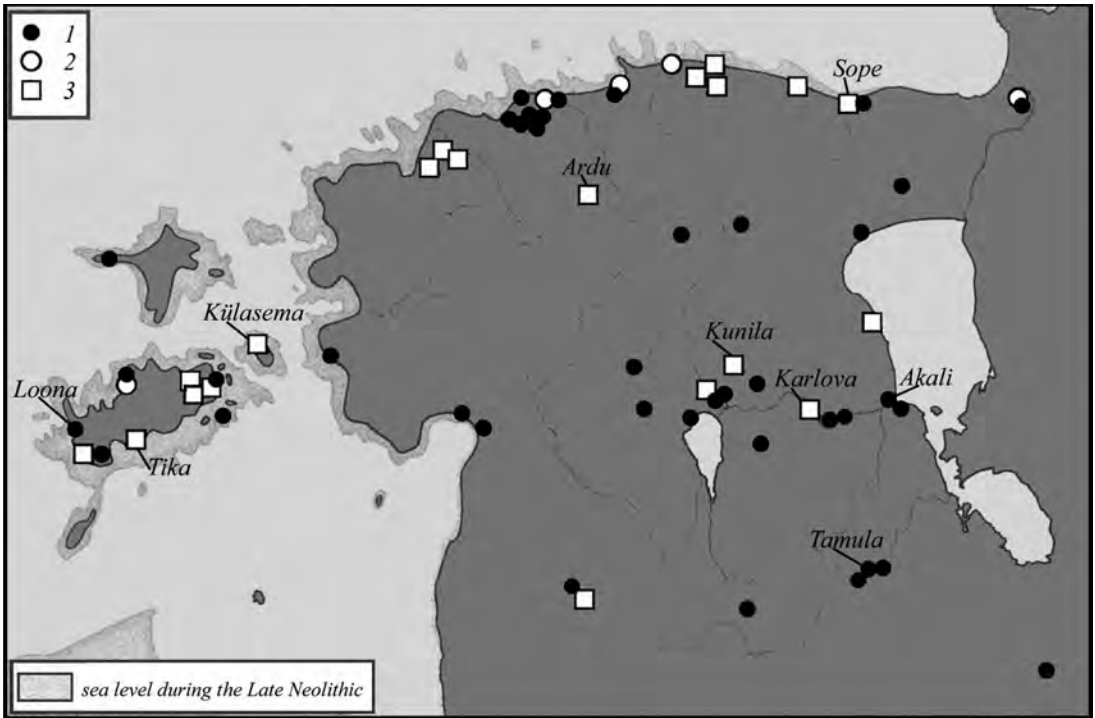 1
2
3
Sope
Ardu
Külasema
Kunila
Loona
Karlova
Akali
Tika
Tamula
sea level during the Late Neolithic